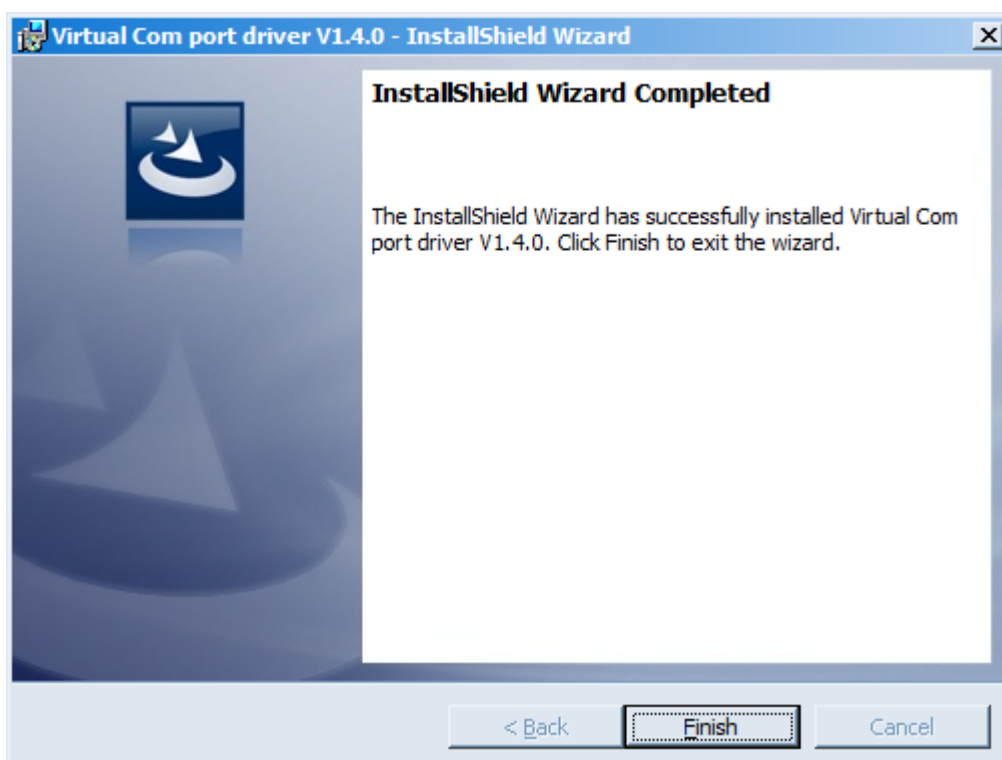 Virtual Com port driver V1.4.0 - InstallShield Wizard
InstallShield Wizard Completed
The InstallShield Wizard has successfully installed Virtual Com
port driver V1.4.0. Click Finish to exit the wizard.
< Back
Finish
Cancel